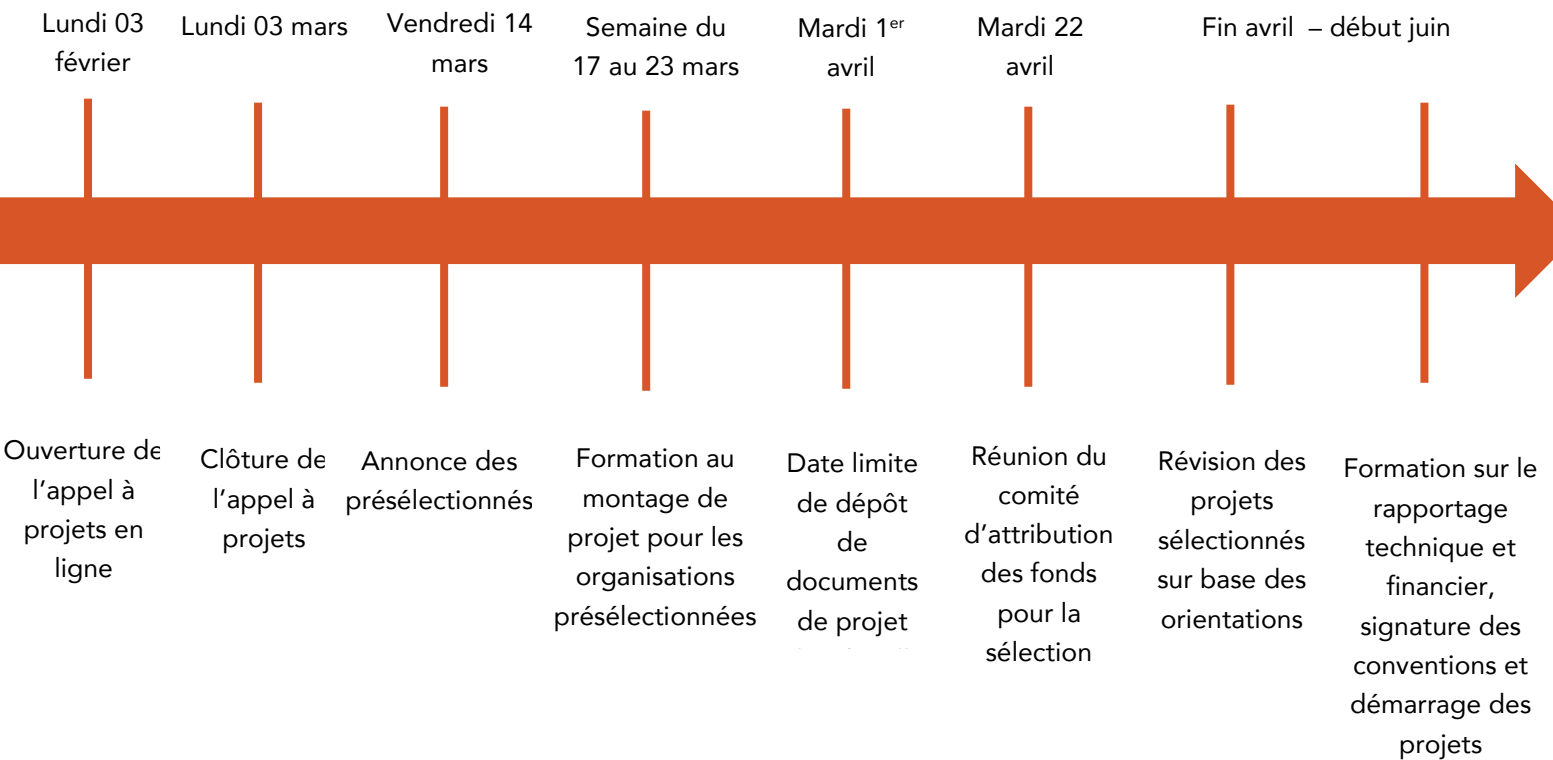 Lundi 03
février
Lundi 03 mars
Vendredi 14
mars
Semaine du
17 au 23 mars
Mardi 1er
avril
Mardi 22
avril
Fin avril – début juin
Ouverture de
l’appel à
projets en
ligne
Clôture de
l’appel à
projets
Annonce des
présélectionnés
Formation au
montage de
projet pour les
organisations
présélectionnées
Date limite
de dépôt
de
documents
de projet
Réunion du
comité
d’attribution
des fonds
pour la
sélection
Révision des
projets
sélectionnés
sur base des
orientations
Formation sur le
rapportage
technique et
financier,
signature des
conventions et
démarrage des
projets